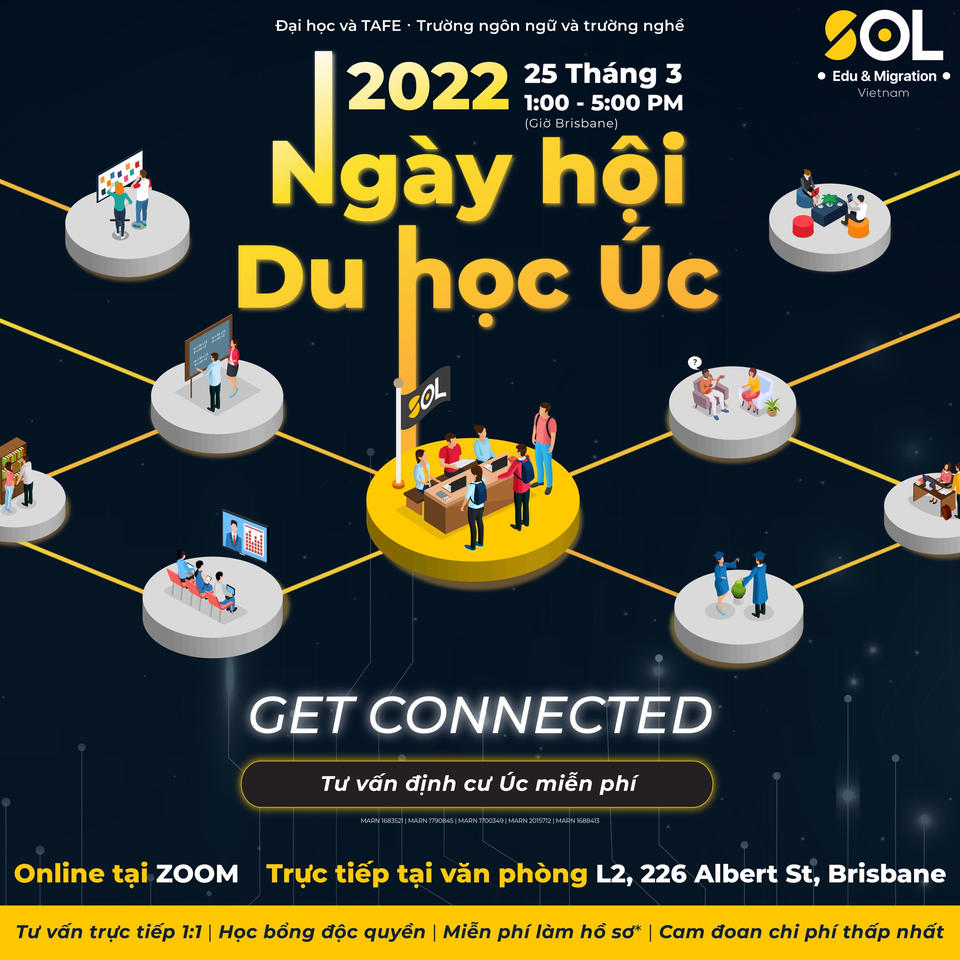 Đại học và TAFE · Trường ngôn ngữ và trường nghề
SOL
• Edu & Migration •
Vietnam
2022
25 Tháng 3
1:00 - 5:00 PM
(Giờ Brisbane)
Ngày hội
Du học Úc
?
SOL
GET CONNECTED
Tư vấn định cư Úc miễn phí
MARN 1683521 | MARN 1790845 | MARN 1700349 | MARN 2015712 | MARN 1688413
Online tại ZOOM
Trực tiếp tại văn phòng L2, 226 Albert St, Brisbane
Tư vấn trực tiếp 1:1 | Học bổng độc quyền | Miễn phí làm hồ sơ* | Cam đoan chi phí thấp nhất